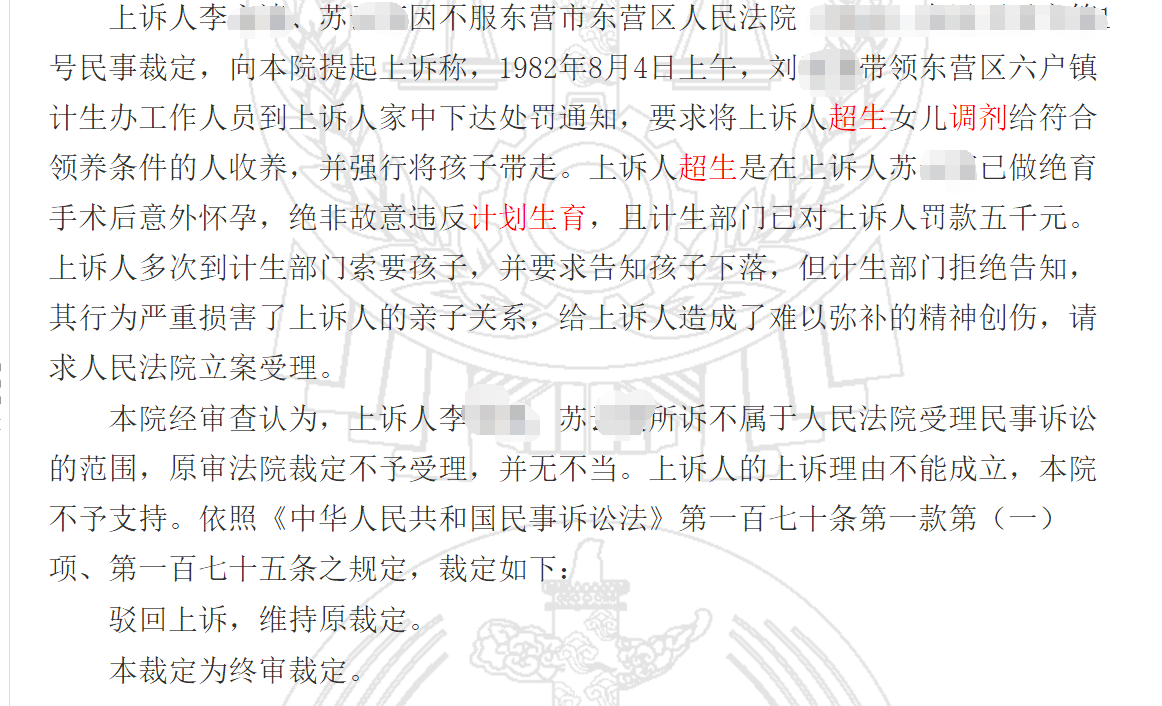 上诉人李、苏因不服东营市东营区人民法院
号民事裁定，向本院提起上诉称，1982年8月4日上午，刘带领东营区六户镇
计生办工作人员到上诉人家中下达处罚通知，要求将上诉人超生女儿调剂给符合
领养条件的人收养，并强行将孩子带走。上诉人超生是在上诉人苏已做绝育
手术后意外怀孕，绝非故意违反计划生育，且计生部门已对上诉人罚款五千元。
上诉人多次到计生部门索要孩子，并要求告知孩子下落，但计生部门拒绝告知，
其行为严重损害了上诉人的亲子关系，给上诉人造成了难以弥补的精神创伤，请
求人民法院立案受理。
本院经审查认为，上诉人李 苏所诉不属于人民法院受理民事诉讼
的范围，原审法院裁定不予受理，并无不当。上诉人的上诉理由不能成立，本院
不予支持。依照《中华人民共和国民事诉讼法》第一百七十条第一款第（一）
项、第一百七十五条之规定，裁定如下：
驳回上诉，维持原裁定。
本裁定为终审裁定。